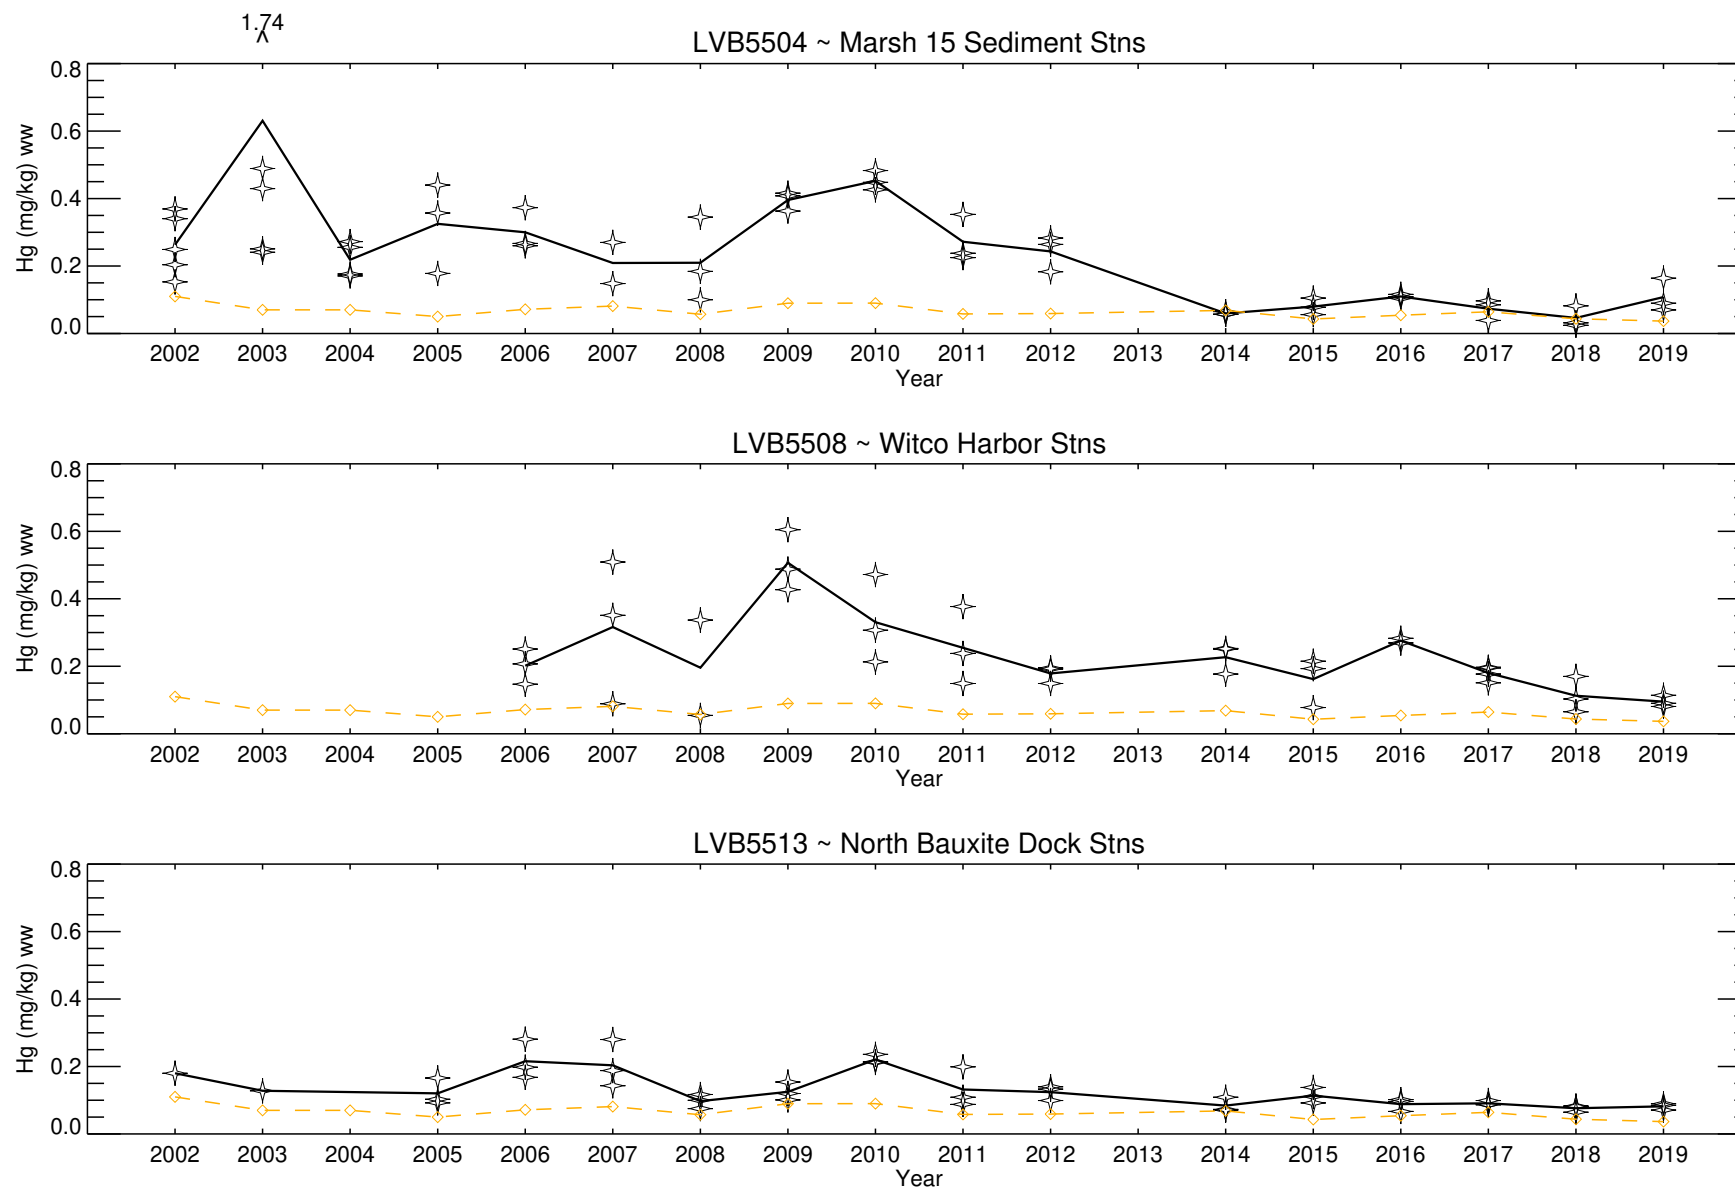 1.74
^
LVB5504 ~ Marsh 15 Sediment Stns
0.8
0.6
0.4
0.2
0.0
Hg (mg/kg) ww
2002 2003 2004 2005 2006 2007 2008 2009 2010 2011 2012 2013 2014 2015 2016 2017 2018 2019
Year
LVB5508 ~ Witco Harbor Stns
0.8
0.6
0.4
0.2
0.0
Hg (mg/kg) ww
2002 2003 2004 2005 2006 2007 2008 2009 2010 2011 2012 2013 2014 2015 2016 2017 2018 2019
Year
LVB5513 ~ North Bauxite Dock Stns
0.8
0.6
0.4
0.2
0.0
Hg (mg/kg) ww
2002 2003 2004 2005 2006 2007 2008 2009 2010 2011 2012 2013 2014 2015 2016 2017 2018 2019
Year